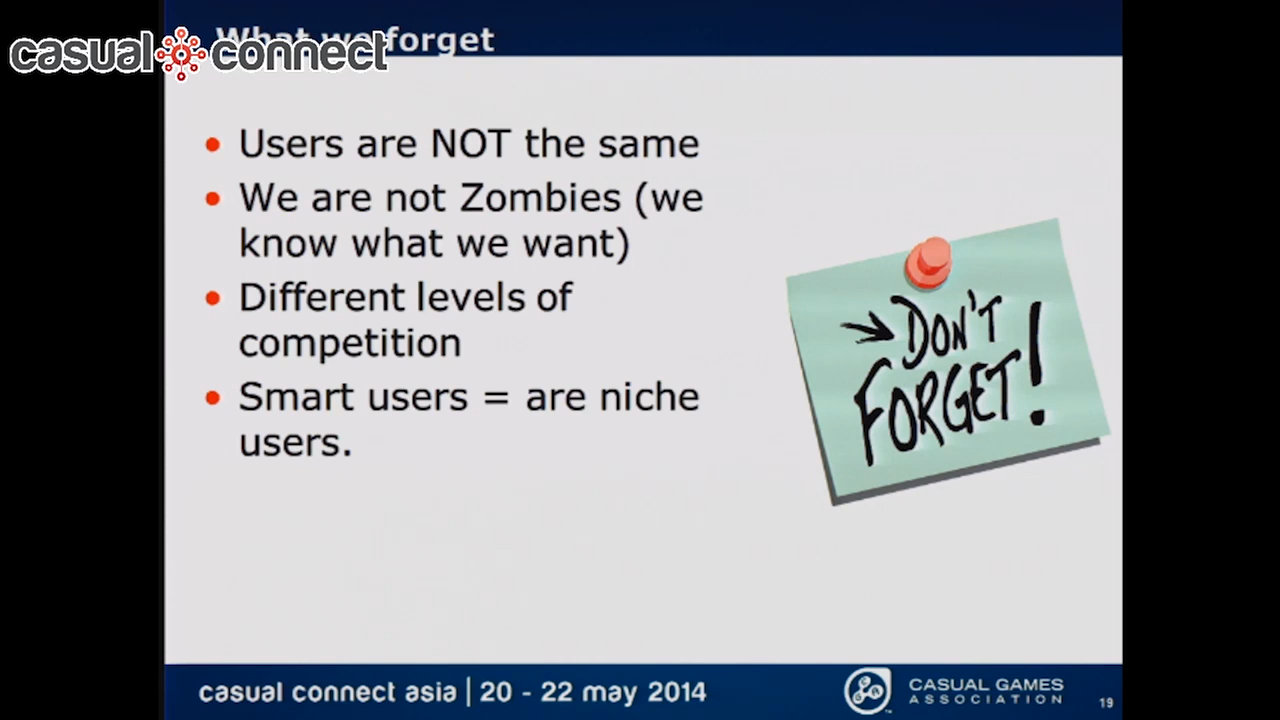 What we forget
casual connect
• Users are NOT the same
• We are not Zombies (we
know what we want)
• Different levels of
competition
• Smart users = are niche
users.
DON'T
FORGET!
casual connect asia | 20 - 22 may 2014
CASUAL GAMES
ASSOCIATION
19